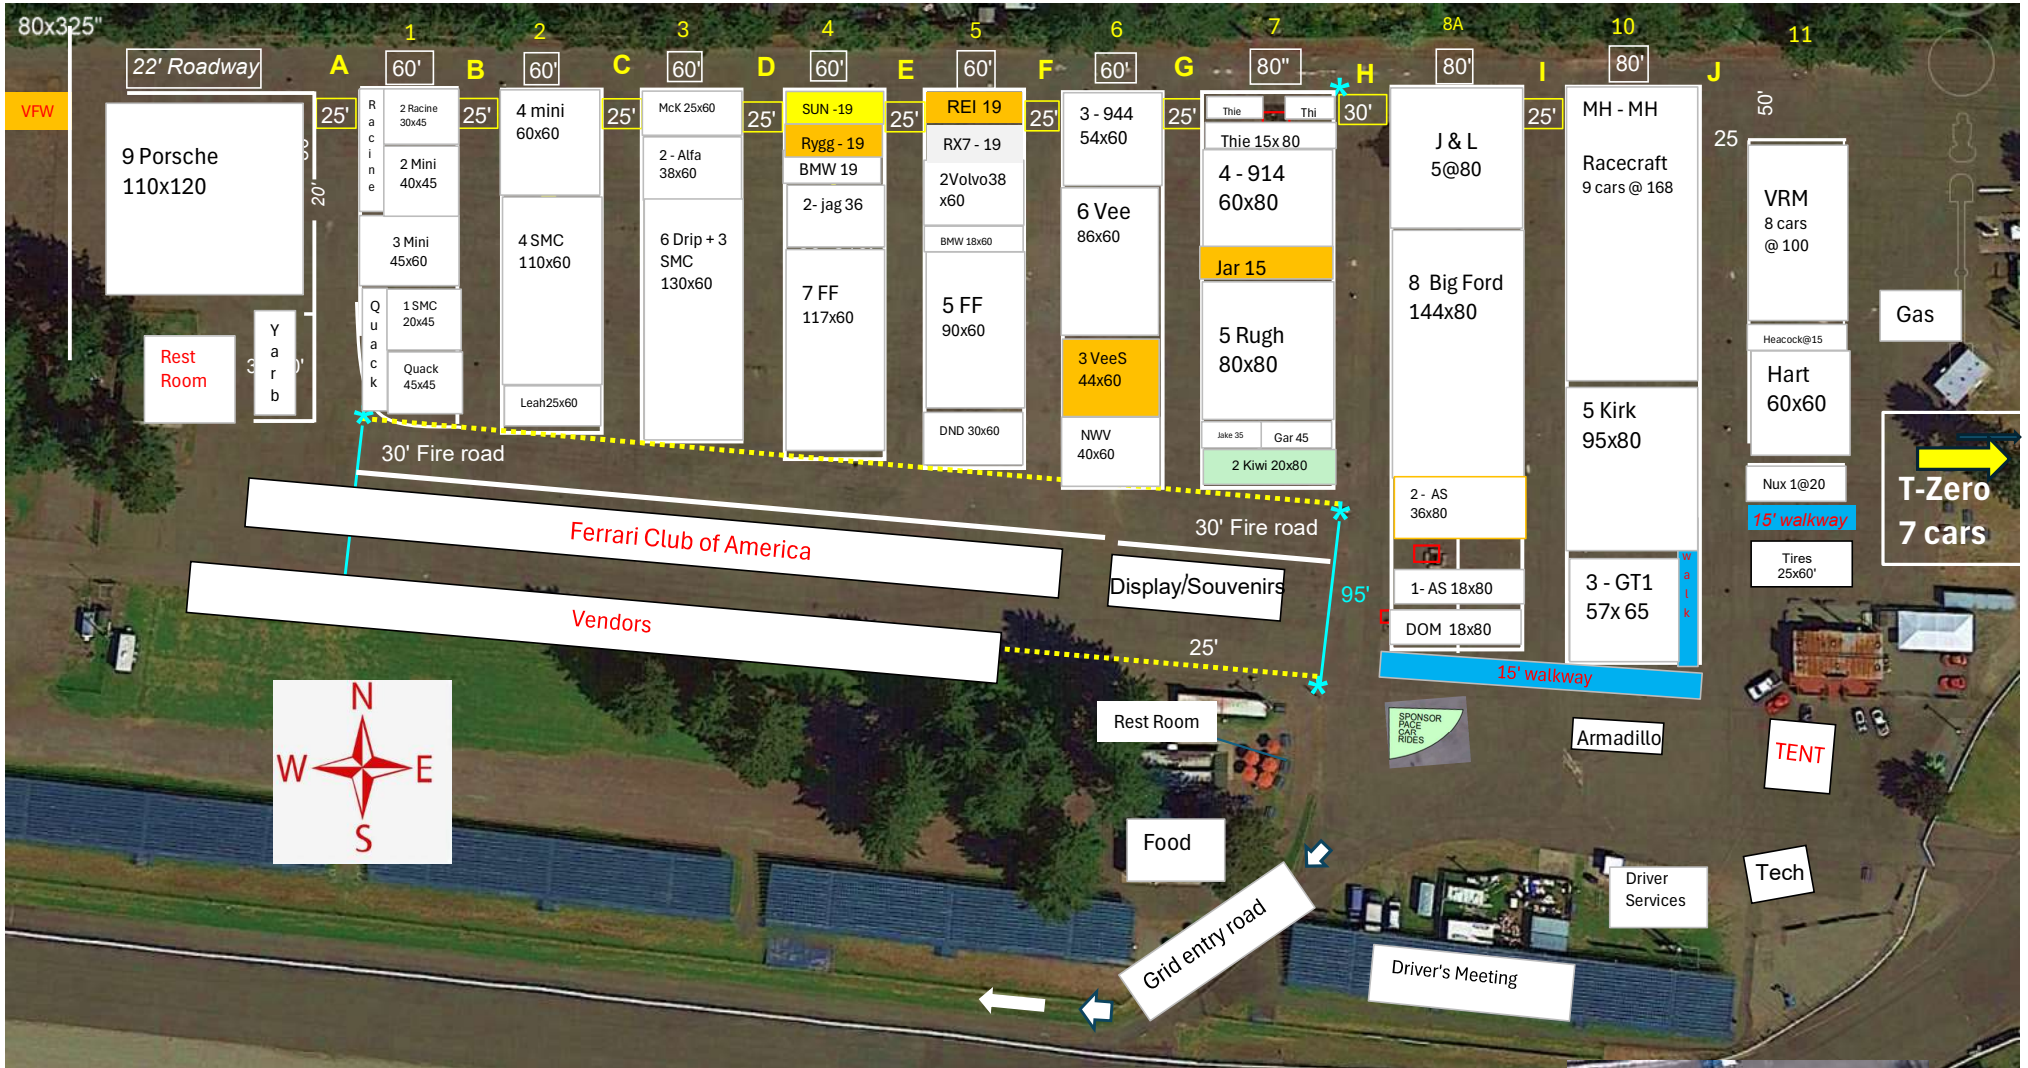 80x325"
1
2
3
4
5
6
7
8A
10
11
22' Roadway
A
60'
B
60'
C
60'
D
60'
E
60'
F
60'
G
80"
H
80'
I
80'
J
50'
25
VFW
25'
25'
25'
25'
25'
25'
25'
30'
25'
9 Porsche
110x120
20'
Rest
Room
Yarb
Racine
2 Racine
30x45
2 Mini
40x45
3 Mini
45x60
Quack
1 SMC
20x45
Quack
45x45
4 mini
60x60
4 SMC
110x60
Leah25x60
McK 25x60
2 - Alfa
38x60
6 Drip + 3
SMC
130x60
SUN -19
Rygg - 19
BMW 19
2- jag 36
7 FF
117x60
REI 19
RX7 - 19
2Volvo38
x60
BMW 18x60
5 FF
90x60
DND 30x60
3 - 944
54x60
6 Vee
86x60
3 VeeS
44x60
NWV
40x60
Thie
Thi
Thie 15x 80
4 - 914
60x80
Jar 15
5 Rugh
80x80
Jake 35
Gar 45
2 Kiwi 20x80
J & L
5@80
8 Big Ford
144x80
2 - AS
36x80
1- AS 18x80
DOM 18x80
MH - MH
Racecraft
9 cars @ 168
5 Kirk
95x80
3 - GT1
57x 65
walk
15' walkway
VRM
8 cars
@ 100
Heacock@15
Hart
60x60
Nux 1@20
15' walkway
Tires
25x60'
Gas
T-Zero
7 cars
30' Fire road
30' Fire road
Ferrari Club of America
Display/Souvenirs
95'
Vendors
25'
N
W
E
S
Rest Room
SPONSOR
PACE
CAR
RIDES
Armadillo
TENT
Food
Tech
Driver
Services
Grid entry road
Driver's Meeting